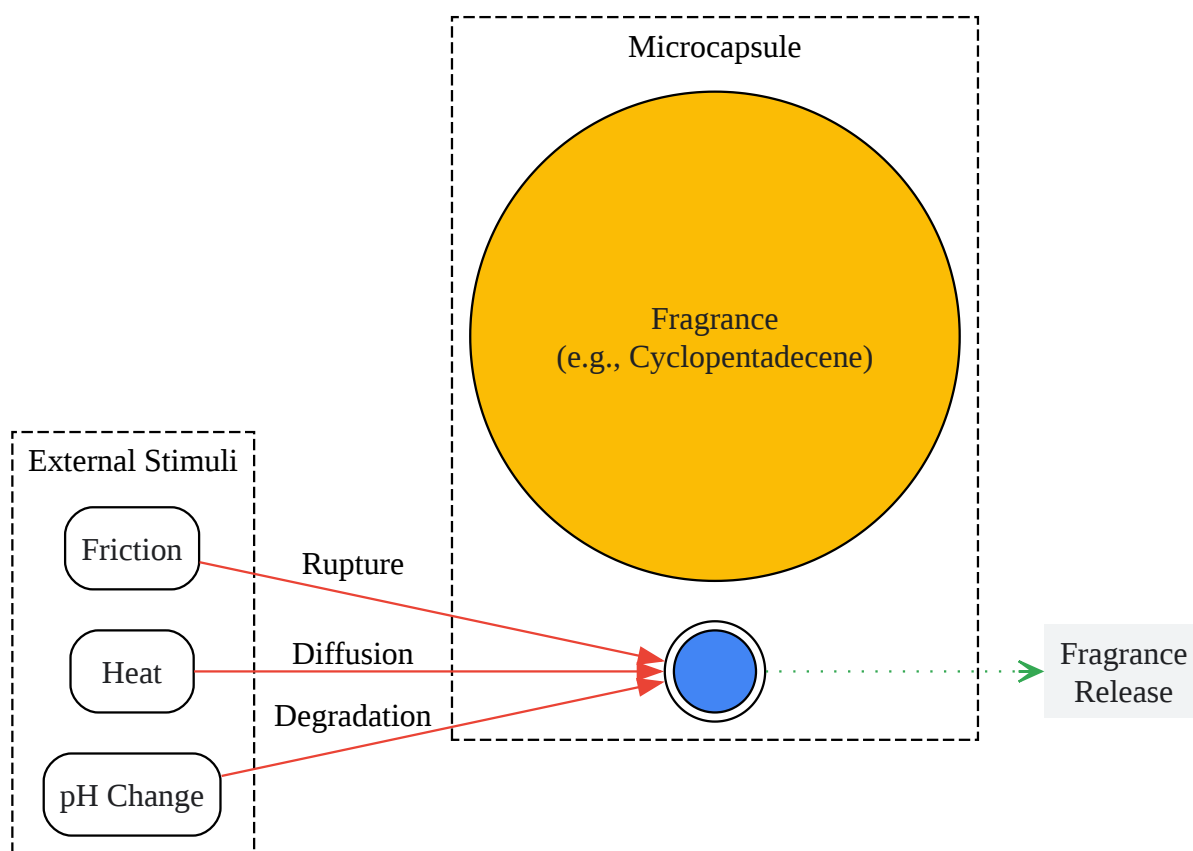 Microcapsule
Fragrance
(e.g., Cyclopentadecene)
External Stimuli
Friction
Rupture
Heat
Diffusion
Degradation
pH Change
Fragrance
Release